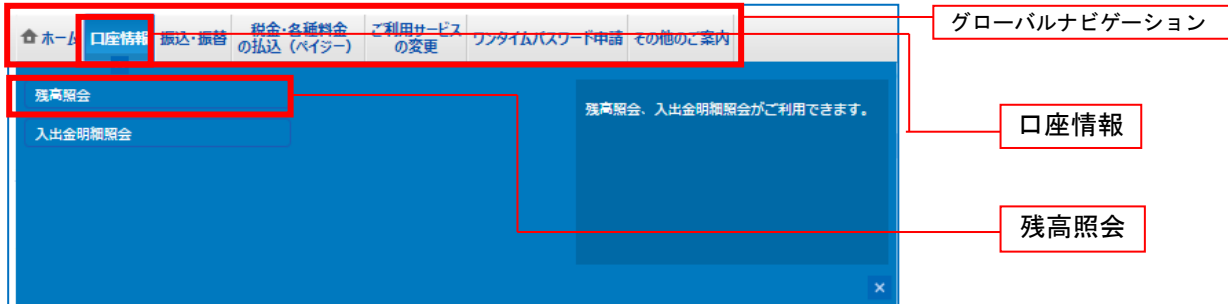 ホーム
口座情報
振込・振替
税金・各種料金
の払込（ペイジー）
ご利用サービス
の変更
ワンタイムパスワード申請
その他のご案内
グローバルナビゲーション
残高照会
残高照会、入出金明細照会がご利用できます。
入出金明細照会
口座情報
残高照会